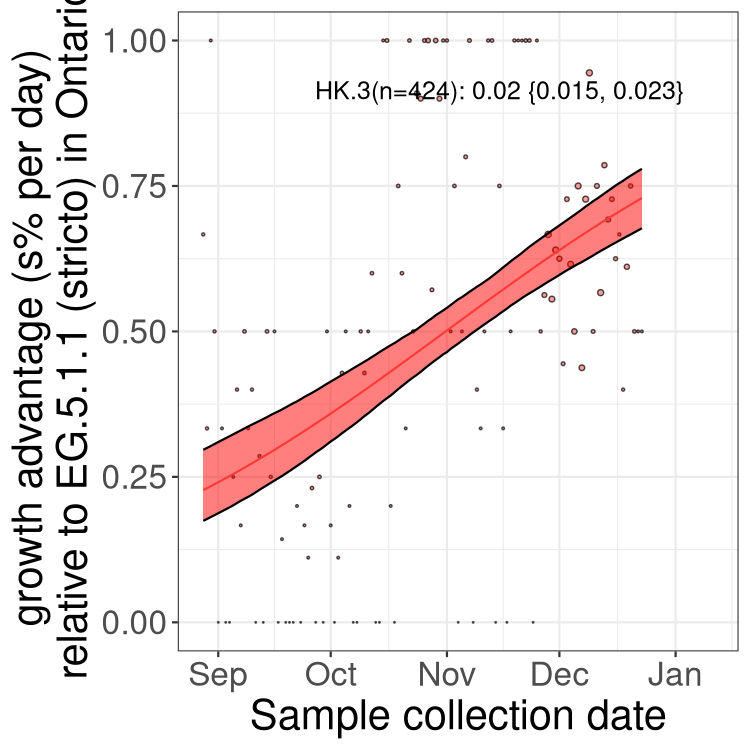 growth advantage (s% per day)
relative to EG.5.1.1 (stricto) in Ontario
1.00
0.75
0.50
0.25
0.00
HK.3(n=424): 0.02 {0.015, 0.023}
Sep Oct Nov Dec Jan
Sample collection date